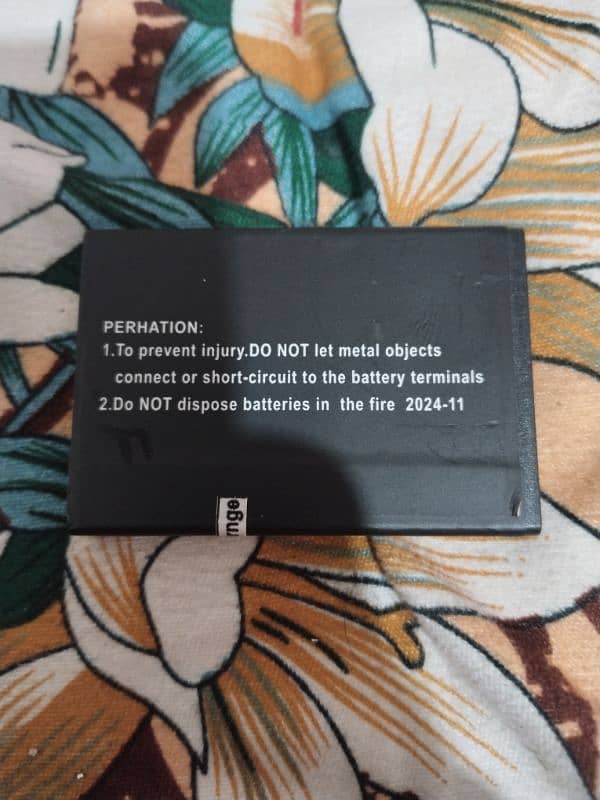 PERHATION:
1.To prevent injury.DO NOT let metal objects
connect or short-circuit to the battery terminals
2.Do NOT dispose batteries in the fire 2024-11